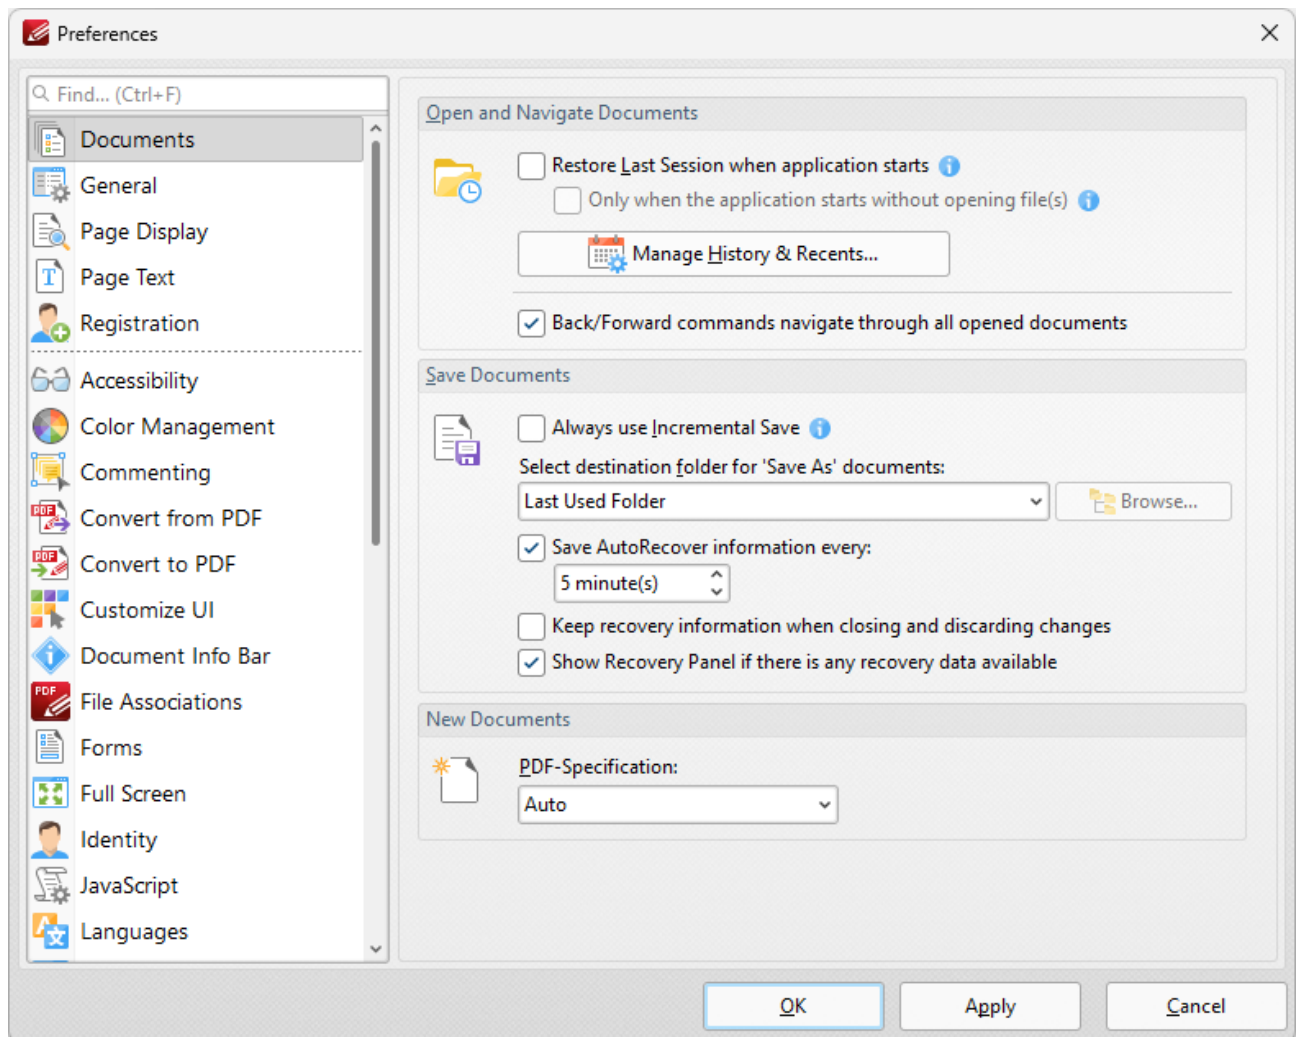 Preferences
Find... (Ctrl+F)
Documents
General
Page Display
Page Text
Registration
Accessibility
Color Management
Commenting
Convert from PDF
Convert to PDF
Customize UI
Document Info Bar
File Associations
Forms
Full Screen
Identity
JavaScript
Languages
Open and Navigate Documents
Restore Last Session when application starts
Only when the application starts without opening file(s)
Manage History & Recents...
Back/Forward commands navigate through all opened documents
Save Documents
Always use Incremental Save
Select destination folder for 'Save As' documents:
Last Used Folder
Browse...
Save AutoRecover information every:
5 minute(s)
Keep recovery information when closing and discarding changes
Show Recovery Panel if there is any recovery data available
New Documents
PDF-Specification:
Auto
OK
Apply
Cancel